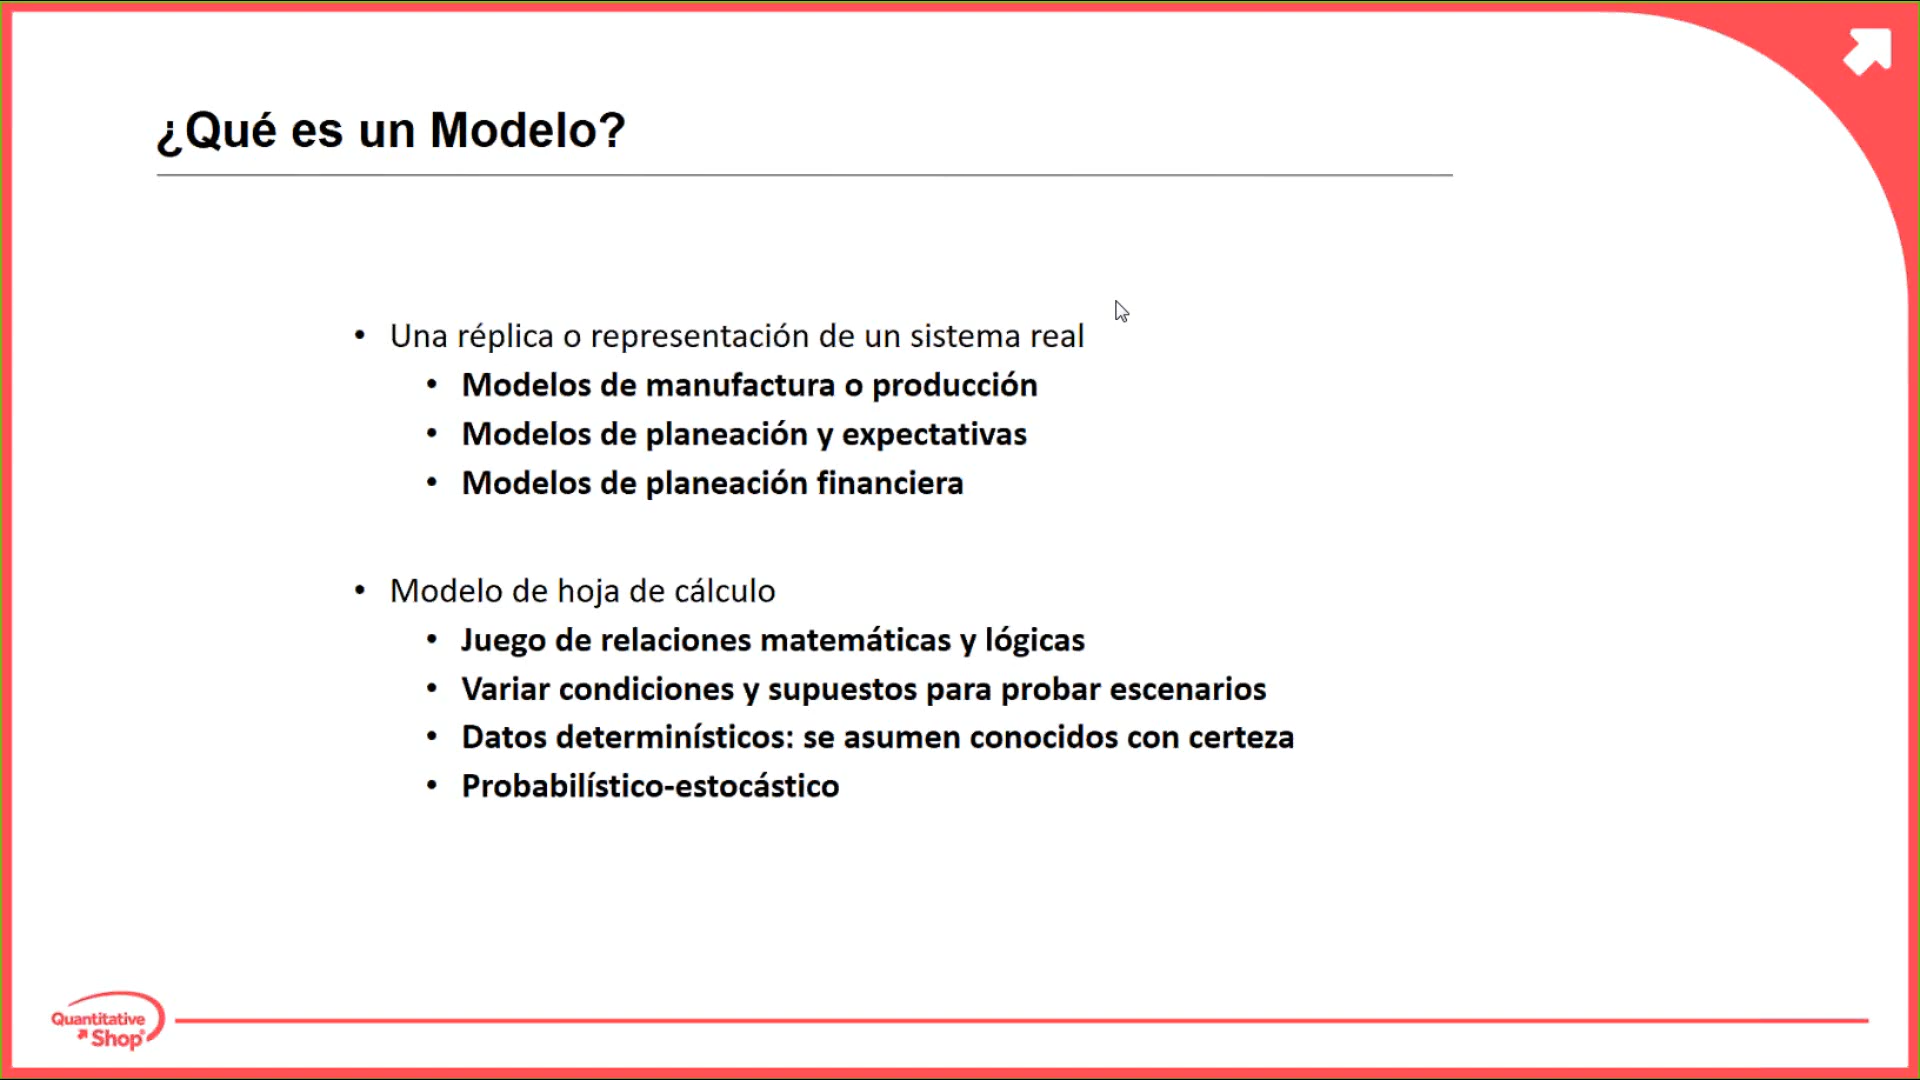 ¿Qué es un Modelo?
• Una réplica o representación de un sistema real
• Modelos de manufactura o producción
• Modelos de planeación y expectativas
• Modelos de planeación financiera
• Modelo de hoja de cálculo
• Juego de relaciones matemáticas y lógicas
• Variar condiciones y supuestos para probar escenarios
• Datos determinísticos: se asumen conocidos con certeza
• Probabilístico-estocástico
Quantitative
Shop®